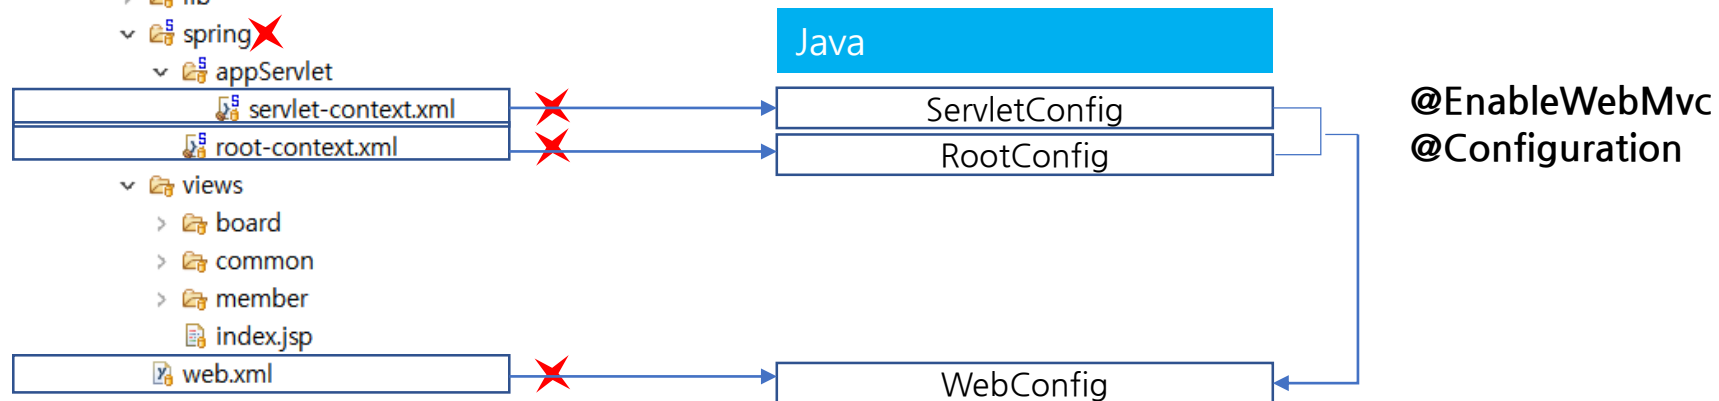 lib
spring
appServlet
servlet-context.xml
root-context.xml
views
board
common
member
index.jsp
web.xml
Java
ServletConfig
RootConfig
WebConfig
@EnableWebMvc
@Configuration